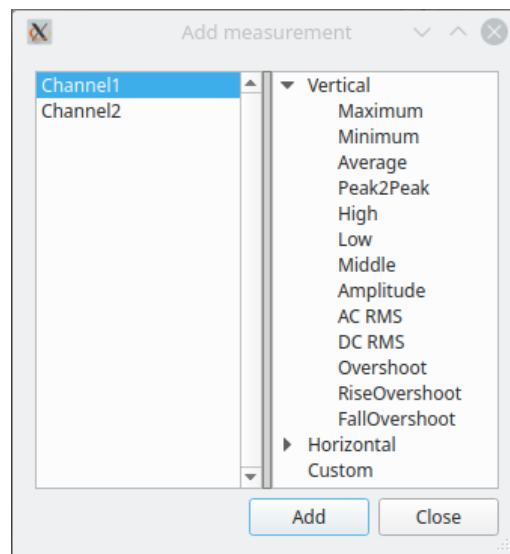 Add measurement
Channel1
Channel2
Vertical
Maximum
Minimum
Average
Peak2Peak
High
Low
Middle
Amplitude
AC RMS
DC RMS
Overshoot
RiseOvershoot
FallOvershoot
Horizontal
Custom
Add
Close